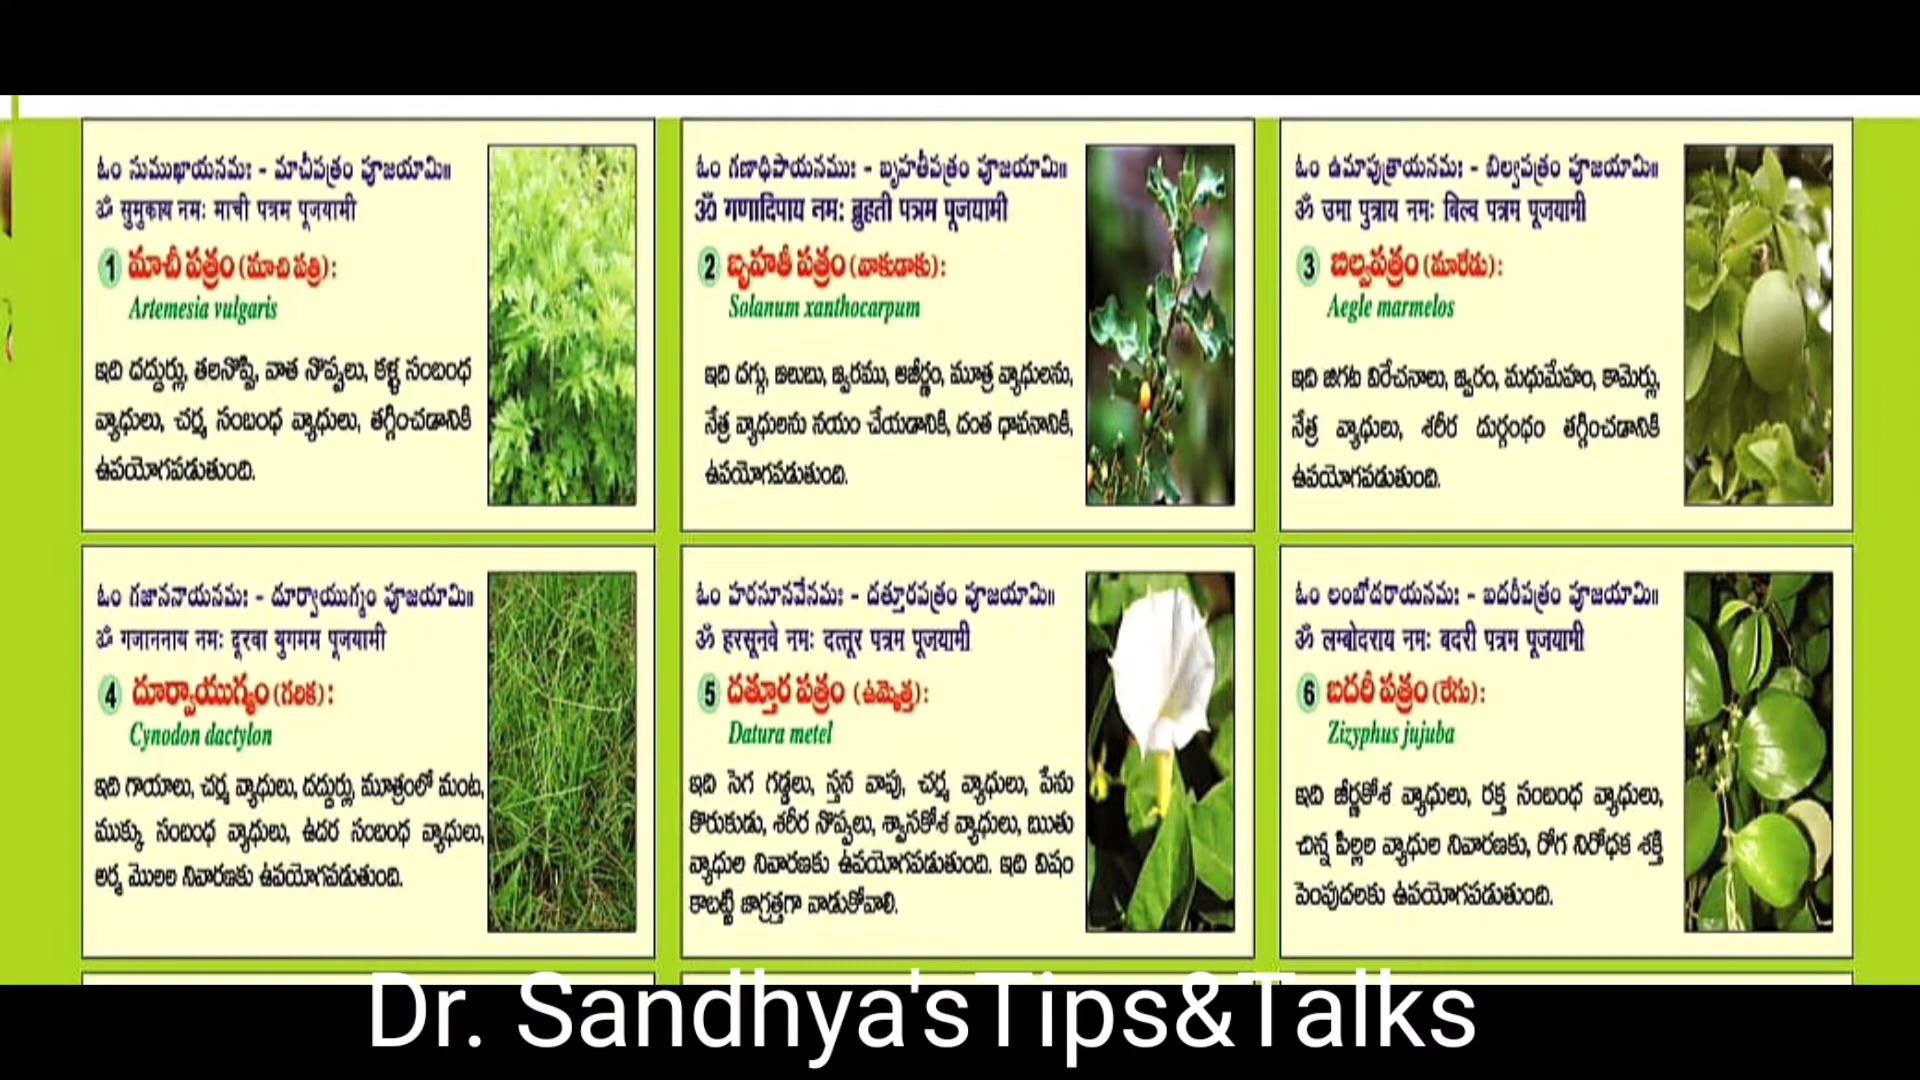 ఓం సుముఖాయనమః - మాచీపత్రం పూజయామి॥
ॐ सुमुकाय नमः माची पत्रम पूजयामी
1 మాచీ పత్రం (మాచి పత్రి):
Artemesia vulgaris
ఇది దద్దుర్లు, తలనొప్పి, వాత నొప్పలు, కళ్ళ సంబంధ
వ్యాధులు, చర్మ సంబంధ వ్యాధులు, తగ్గించడానికి
ఉపయోగపడుతుంది.
ఓం గణాధిపాయనముః - బృహతీపత్రం పూజయామి॥
ॐ गणादिपाय नमः ब्रुहती पत्रम पूजयामी
2 బృహతీ పత్రం (వాకుడాకు):
Solanum xanthocarpum
ఇది దగ్గు, జలుబు, జ్వరము, అజీర్ణం, మూత్ర వ్యాధులను,
నేత్ర వ్యాధులను నయం చేయడానికి, దంత ధావనానికి,
ఉపయోగపడుతుంది.
ఓం ఉమాపుత్రాయనమః - బిల్వపత్రం పూజయామి॥
ॐ उमा पुत्राय नमः बिल्व पत्रम पूजयामी
3 బిల్వపత్రం (మారేడు):
Aegle marmelos
ఇది జిగట విరేచనాలు, జ్వరం, మధుమేహం, కామెర్లు,
నేత్ర వ్యాధులు, శరీర దుర్గంధం తగ్గించడానికి
ఉపయోగపడుతుంది.
ఓం గజాననాయనమః - దూర్వాయుగ్మం పూజయామి॥
ॐ गजाननाय नमः दूरवा युगमम पूजयामी
4 దూర్వాయుగ్మం (గరిక):
Cynodon dactylon
ఇది గాయాలు, చర్మ వ్యాధులు, దద్దుర్లు, మూత్రంలో మంట,
ముక్కు సంబంధ వ్యాధులు, ఉదర సంబంధ వ్యాధులు,
అర్శ మొలల నివారణకు ఉపయోగపడుతుంది.
ఓం హరసూనవేనమః - దత్తూరపత్రం పూజయామి॥
ॐ हरसूनवे नमः दत्तूर पत्रम पूजयामी
5 దత్తూర పత్రం (ఉమ్మెత్త):
Datura metel
ఇది సెగ గడ్డలు, స్తన వాపు, చర్మ వ్యాధులు, పేను
కొరుకుడు, శరీర నొప్పలు, శ్వాసకోశ వ్యాధులు, ఋతు
వ్యాధుల నివారణకు ఉపయోగపడుతుంది. ఇది విషం
కాబట్టి జాగ్రత్తగా వాడుకోవాలి.
ఓం లంబోదరాయనమః - బదరీపత్రం పూజయామి॥
ॐ लम्बोदराय नमः बदरी पत्रम पूजयामी
6 బదరీ పత్రం (రేగు):
Zizyphus jujuba
ఇది జీర్ణకోశ వ్యాధులు, రక్త సంబంధ వ్యాధులు,
చిన్న పిల్లల వ్యాధుల నివారణకు, రోగ నిరోధక శక్తి
పెంపుదలకు ఉపయోగపడుతుంది.
Dr. Sandhya'sTips&Talks